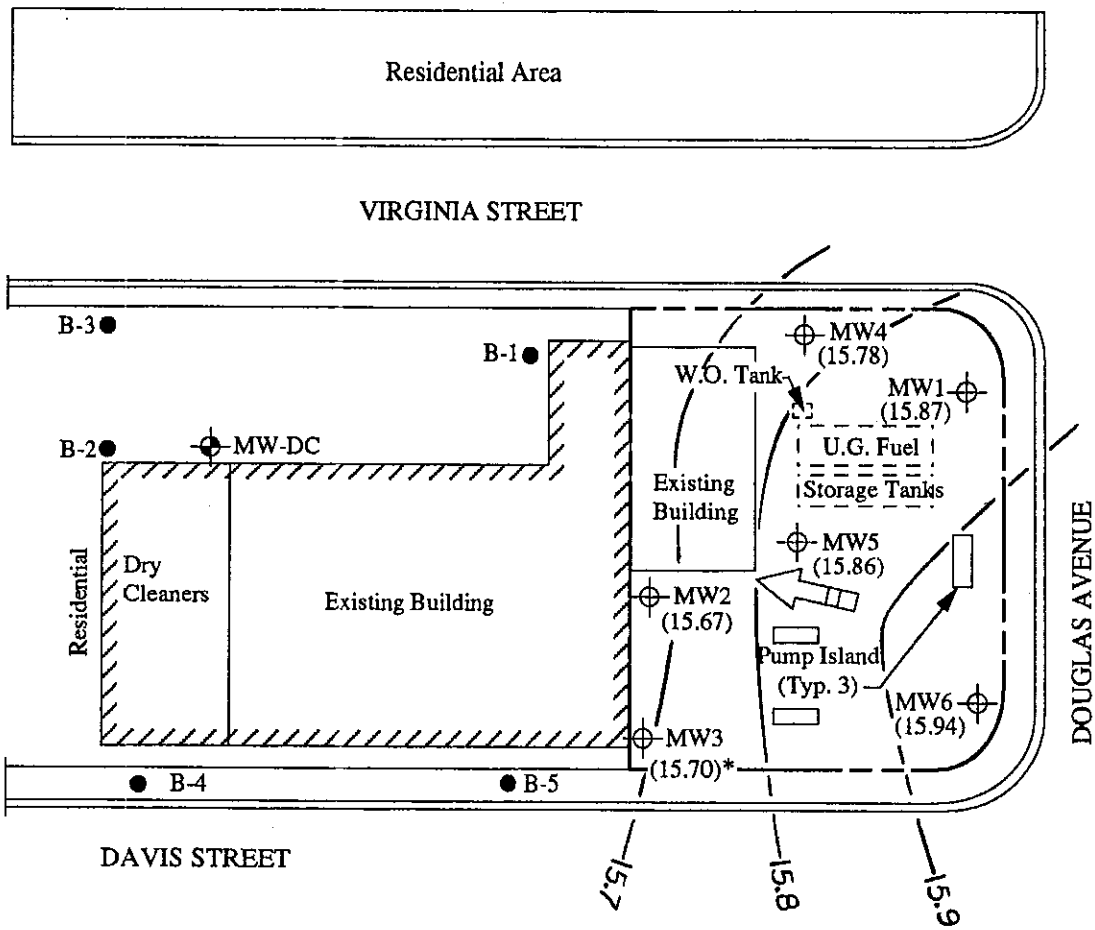 Residential Area
VIRGINIA STREET
B-3
B-1
MW4
(15.78)
W.O. Tank
MW1
(15.87)
B-2
MW-DC
U.G. Fuel
Storage Tanks
Existing
Building
MW5
(15.86)
Residential
Dry
Cleaners
Existing Building
MW2
(15.67)
Pump Island
(Typ. 3)
DOUGLAS AVENUE
MW6
(15.94)
MW3
(15.70)*
B-4
B-5
DAVIS STREET
15.7
15.8
15.9